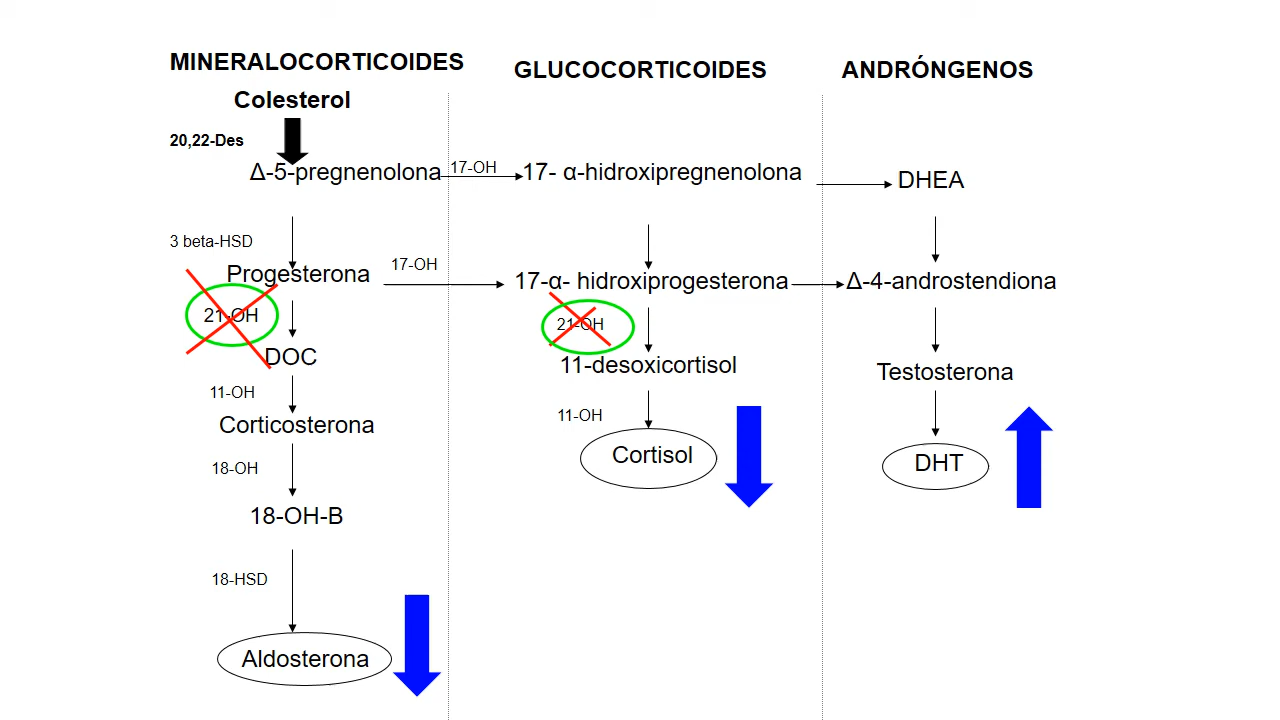 MINERALOCORTICOIDES
GLUCOCORTICOIDES
ANDRÓNGENOS
Colesterol
20,22-Des
Δ-5-pregnenolona
17-OH
17- α-hidroxipregnenolona
DHEA
3 beta-HSD
Progesterona
17-OH
17-α- hidroxiprogesterona
Δ-4-androstendiona
21-OH
21-OH
DOC
11-desoxicortisol
Testosterona
11-OH
11-OH
Corticosterona
Cortisol
DHT
18-OH
18-OH-B
18-HSD
Aldosterona